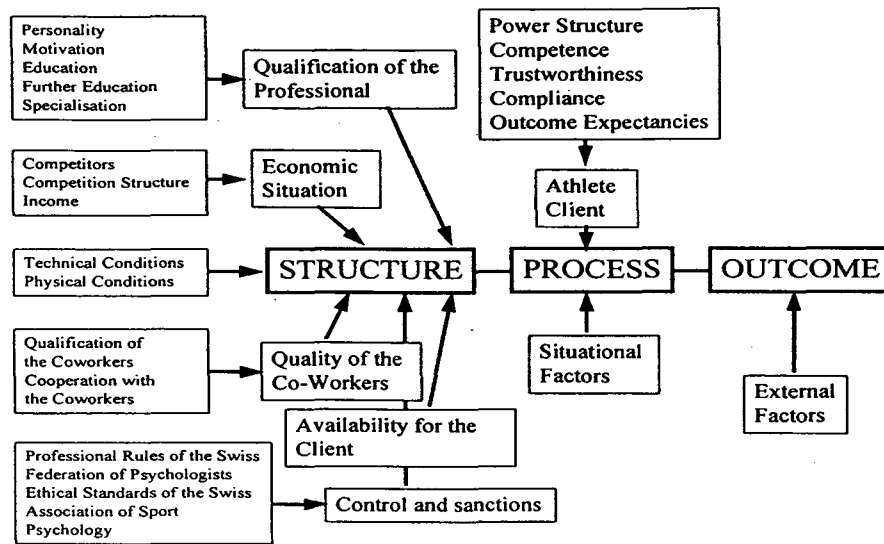 Personality
Motivation
Education
Further Education
Specialisation
Qualification of the
Professional
Power Structure
Competence
Trustworthiness
Compliance
Outcome Expectancies
Competitors
Competition Structure
Income
Economic
Situation
Athlete
Client
Technical Conditions
Physical Conditions
STRUCTURE
PROCESS
OUTCOME
Qualification of
the Coworkers
Cooperation with
the Coworkers
Quality of the
Co-Workers
Situational
Factors
External
Factors
Availability for the
Client
Professional Rules of the Swiss
Federation of Psychologists
Ethical Standards of the Swiss
Association of Sport
Psychology
Control and sanctions